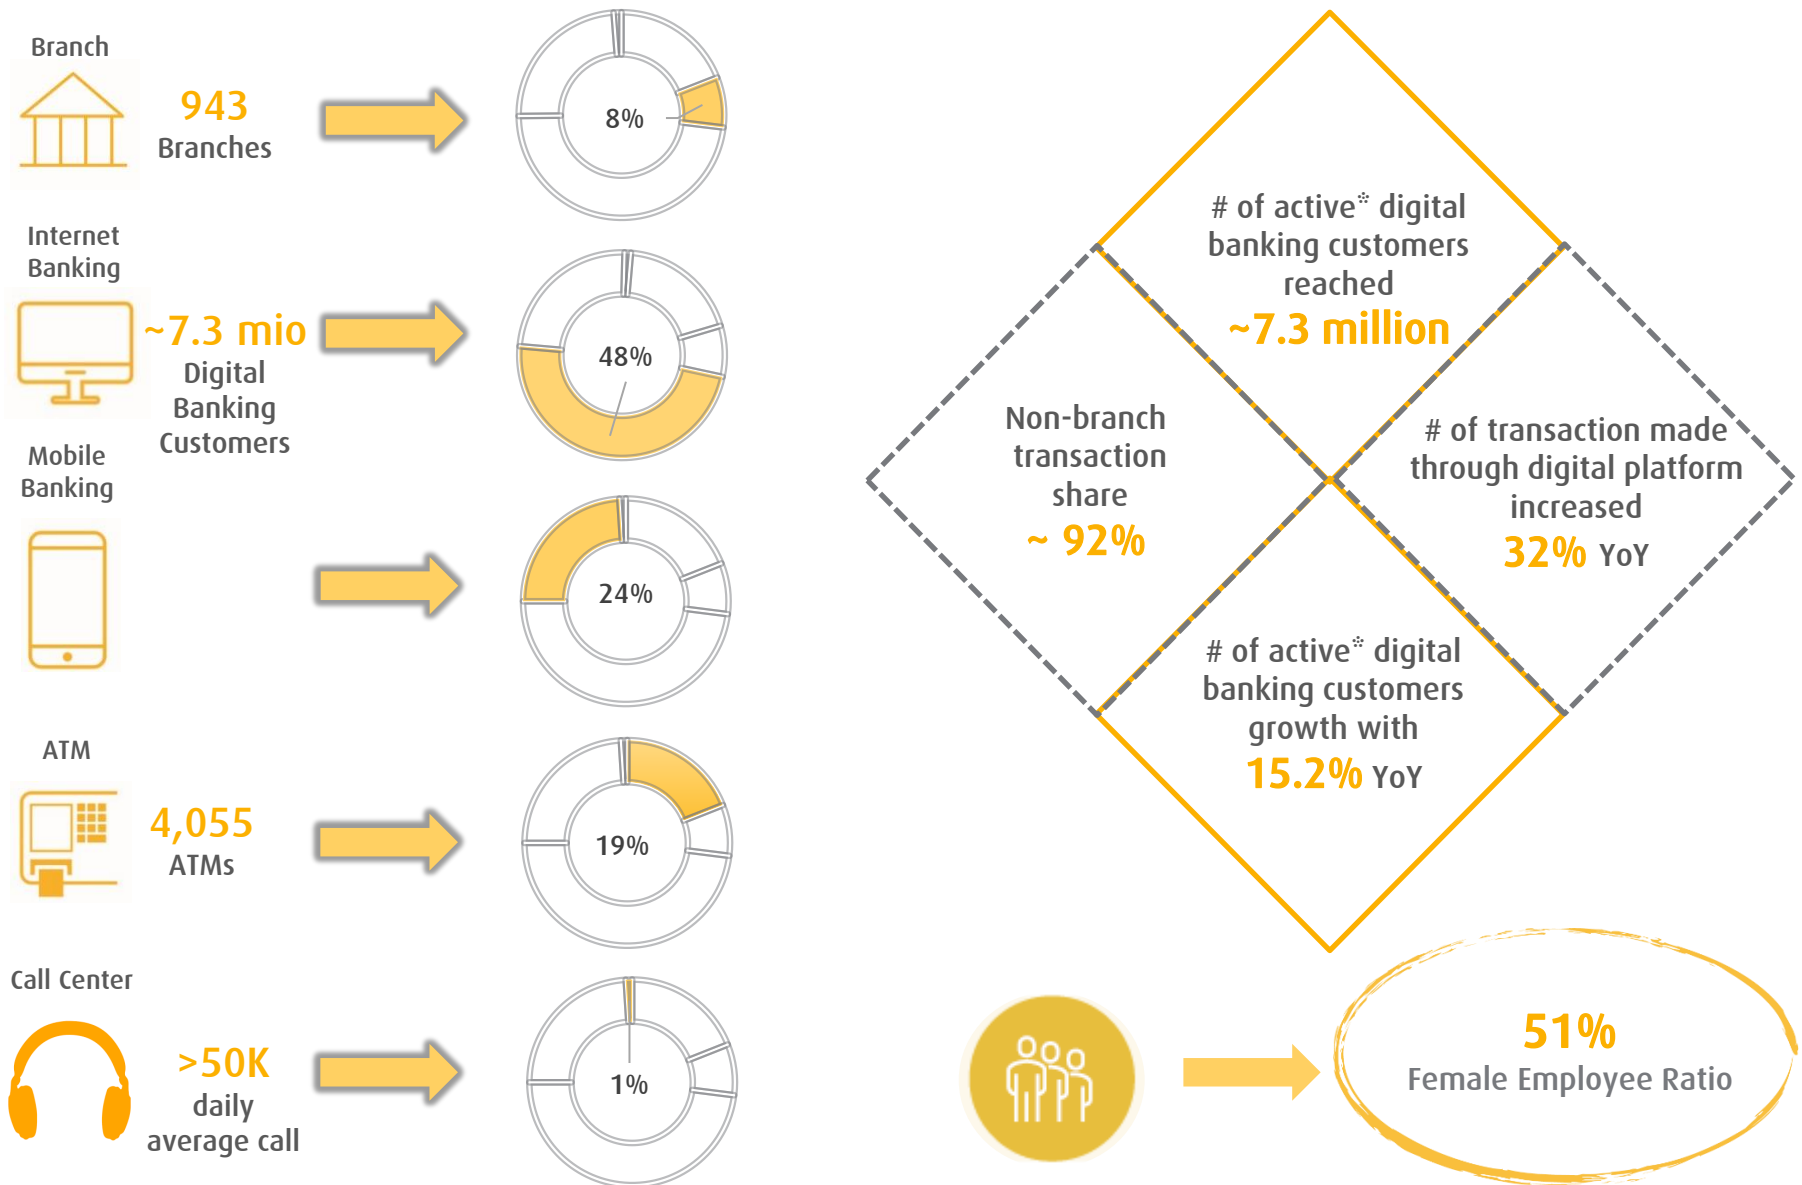 Branch
943
Branches
8%
Internet
Banking
~7.3 mio
Digital
Banking
Customers
48%
Mobile
Banking
24%
ATM
4,055
ATMs
19%
Call Center
>50K
daily
average call
1%
# of active* digital
banking customers
reached
~7.3 million
Non-branch
transaction
share
~ 92%
# of transaction made
through digital platform
increased
32% YoY
# of active* digital
banking customers
growth with
15.2% YoY
51%
Female Employee Ratio